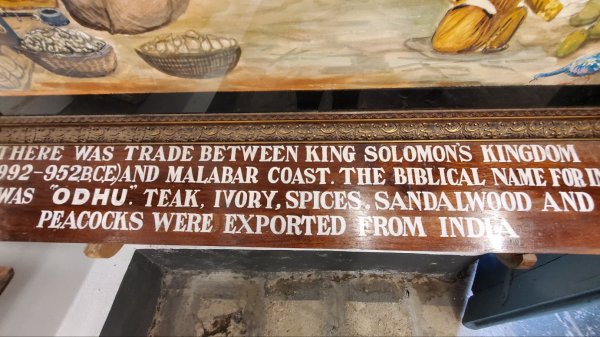 THERE WAS TRADE BETWEEN KING SOLOMON'S KINGDOM
992-952BCE) AND MALABAR COAST. THE BIBLICAL NAME FOR
WAS "ODHU". TEAK, IVORY, SPICES, SANDALWOOD AND
PEACOCKS WERE EXPORTED FROM INDIA